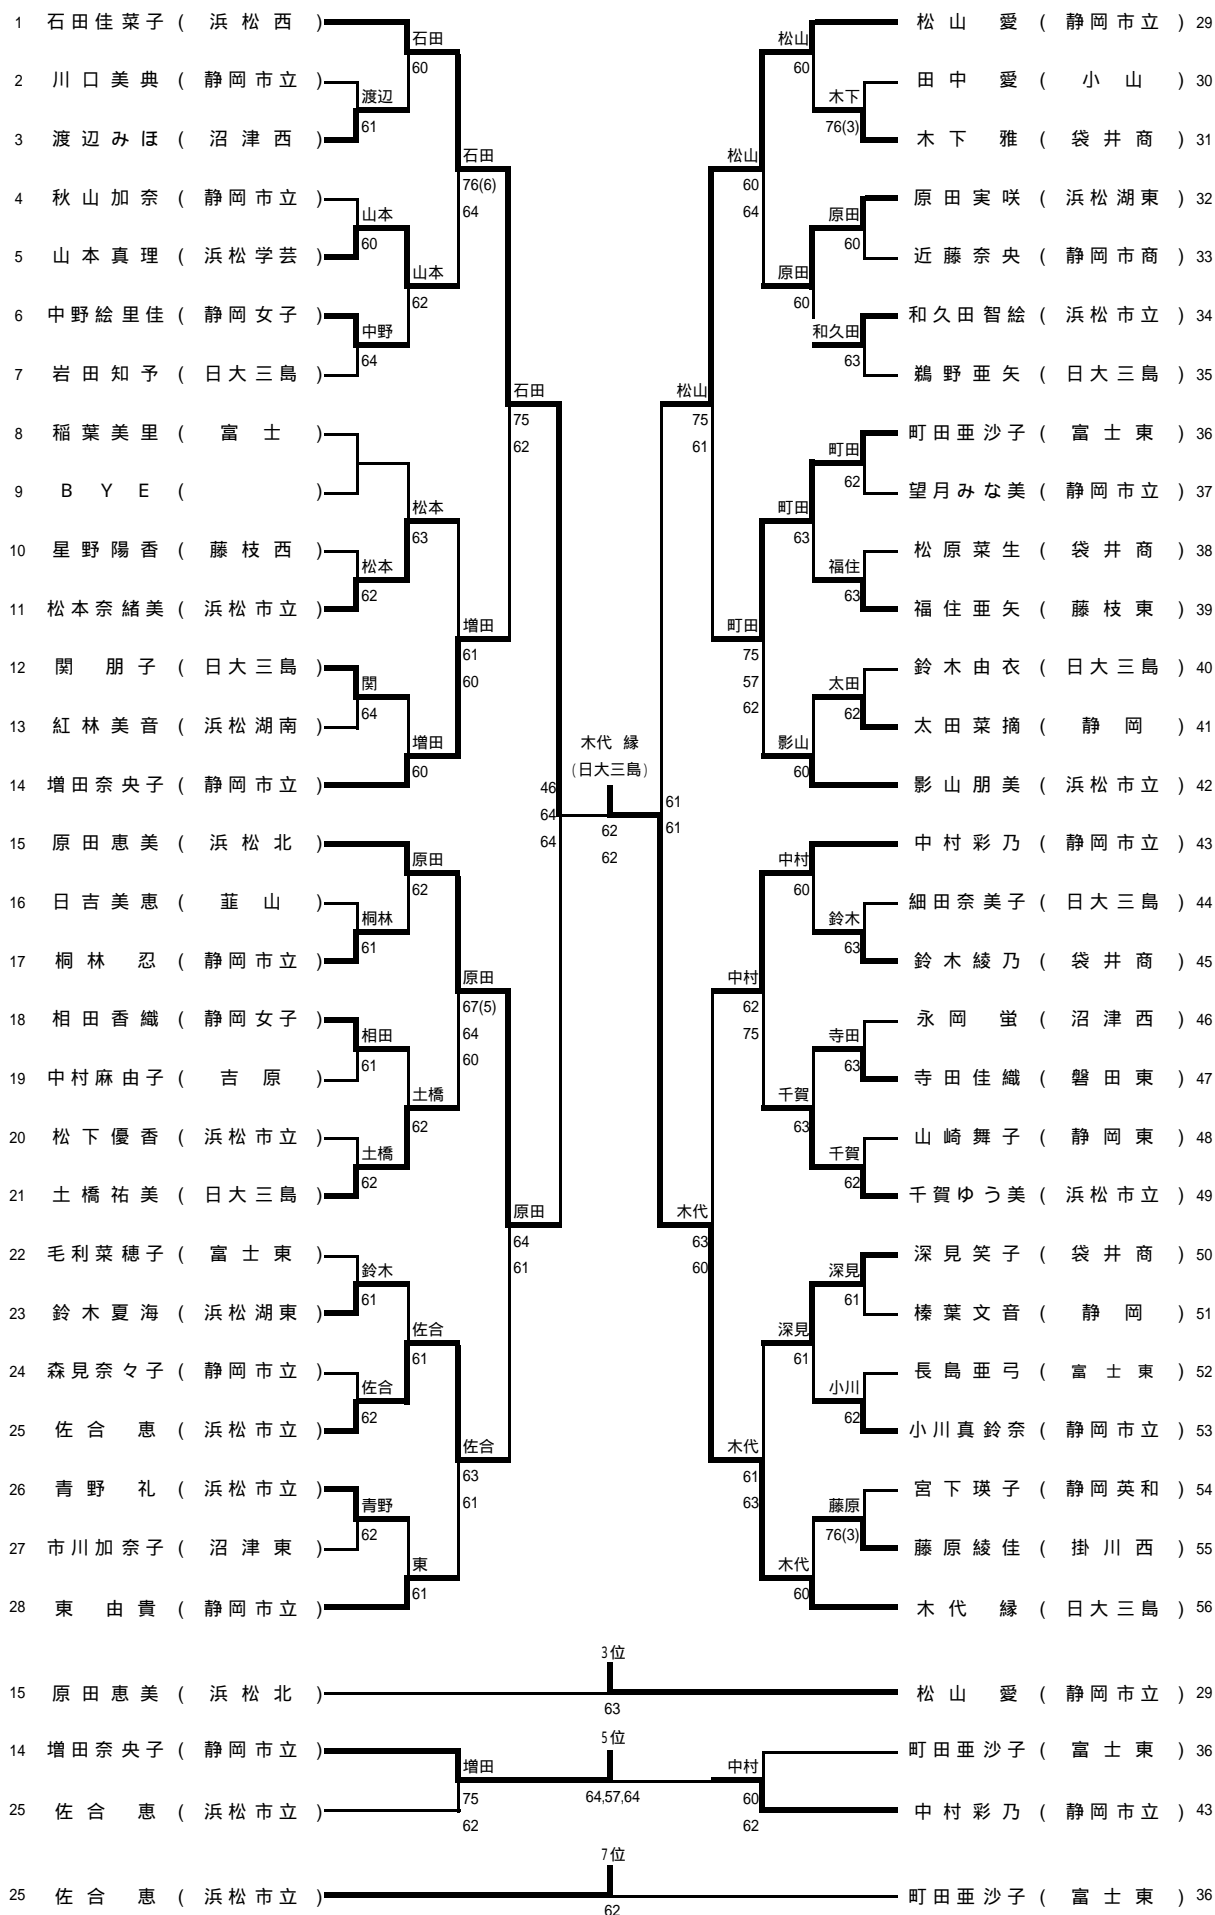 1 石田佳菜子 ( 浜松西 )
2 川口美典 ( 静岡市立 )
3 渡辺みほ ( 沼津西 )
4 秋山加奈 ( 静岡市立 )
5 山本真理 ( 浜松学芸 )
6 中野絵里佳 ( 静岡女子 )
7 岩田知予 ( 日大三島 )
8 稲葉美里 ( 富士 )
9 BYE ( )
10 星野陽香 ( 藤枝西 )
11 松本奈緒美 ( 浜松市立 )
12 関朋子 ( 日大三島 )
13 紅林美音 ( 浜松湖南 )
14 増田奈央子 ( 静岡市立 )
15 原田恵美 ( 浜松北 )
16 日吉美恵 ( 韮山 )
17 桐林忍 ( 静岡市立 )
18 相田香織 ( 静岡女子 )
19 中村麻由子 ( 吉原 )
20 松下優香 ( 浜松市立 )
21 土橋祐美 ( 日大三島 )
22 毛利菜穂子 ( 富士東 )
23 鈴木夏海 ( 浜松湖東 )
24 森見奈々子 ( 静岡市立 )
25 佐合恵 ( 浜松市立 )
26 青野礼 ( 浜松市立 )
27 市川加奈子 ( 沼津東 )
28 東由貴 ( 静岡市立 )
渡辺
61
山本
60
中野
64
松本
62
関
64
桐林
61
相田
61
土橋
62
鈴木
61
佐合
62
青野
62
石田
60
山本
62
松本
63
増田
60
原田
62
土橋
62
佐合
61
東
61
石田
76(6)
64
増田
61
60
原田
67(5)
64
60
佐合
63
61
石田
75
62
原田
64
61
46
64
64
木代 縁
(日大三島)
62
62
61
61
松山
75
61
木代
63
60
松山
60
64
町田
75
57
62
中村
62
75
木代
61
63
松山
60
原田
60
町田
63
影山
60
中村
60
千賀
63
深見
61
木代
60
木下
76(3)
原田
60
和久田
63
町田
62
福住
63
太田
62
鈴木
63
寺田
63
千賀
62
深見
61
小川
62
藤原
76(3)
松山愛 ( 静岡市立 ) 29
田中愛 ( 小山 ) 30
木下雅 ( 袋井商 ) 31
原田実咲 ( 浜松湖東 ) 32
近藤奈央 ( 静岡市商 ) 33
和久田智絵 ( 浜松市立 ) 34
鵜野亜矢 ( 日大三島 ) 35
町田亜沙子 ( 富士東 ) 36
望月みな美 ( 静岡市立 ) 37
松原菜生 ( 袋井商 ) 38
福住亜矢 ( 藤枝東 ) 39
鈴木由衣 ( 日大三島 ) 40
太田菜摘 ( 静岡 ) 41
影山朋美 ( 浜松市立 ) 42
中村彩乃 ( 静岡市立 ) 43
細田奈美子 ( 日大三島 ) 44
鈴木綾乃 ( 袋井商 ) 45
永岡蛍 ( 沼津西 ) 46
寺田佳織 ( 磐田東 ) 47
山崎舞子 ( 静岡東 ) 48
千賀ゆう美 ( 浜松市立 ) 49
深見笑子 ( 袋井商 ) 50
榛葉文音 ( 静岡 ) 51
長島亜弓 ( 富士東 ) 52
小川真鈴奈 ( 静岡市立 ) 53
宮下瑛子 ( 静岡英和 ) 54
藤原綾佳 ( 掛川西 ) 55
木代縁 ( 日大三島 ) 56
3位
15 原田恵美 ( 浜松北 ) 松山愛 ( 静岡市立 ) 29
63
5位
14 増田奈央子 ( 静岡市立 ) 町田亜沙子 ( 富士東 ) 36
増田 中村
75 64,57,64 60
25 佐合恵 ( 浜松市立 ) 中村彩乃 ( 静岡市立 ) 43
62 62
7位
25 佐合恵 ( 浜松市立 ) 町田亜沙子 ( 富士東 ) 36
62